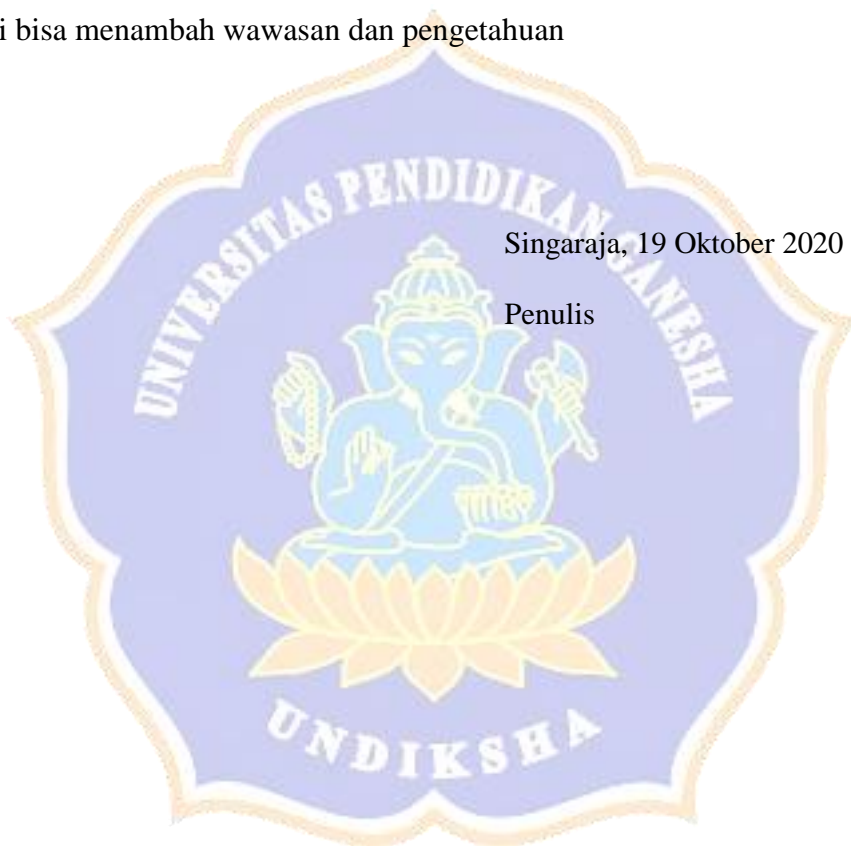 i bisa menambah wawasan dan pengetahuan
UNIVERSITAS PENDIDIKAN GANESHA
Singaraja, 19 Oktober 2020
Penulis
UNDIKSHA